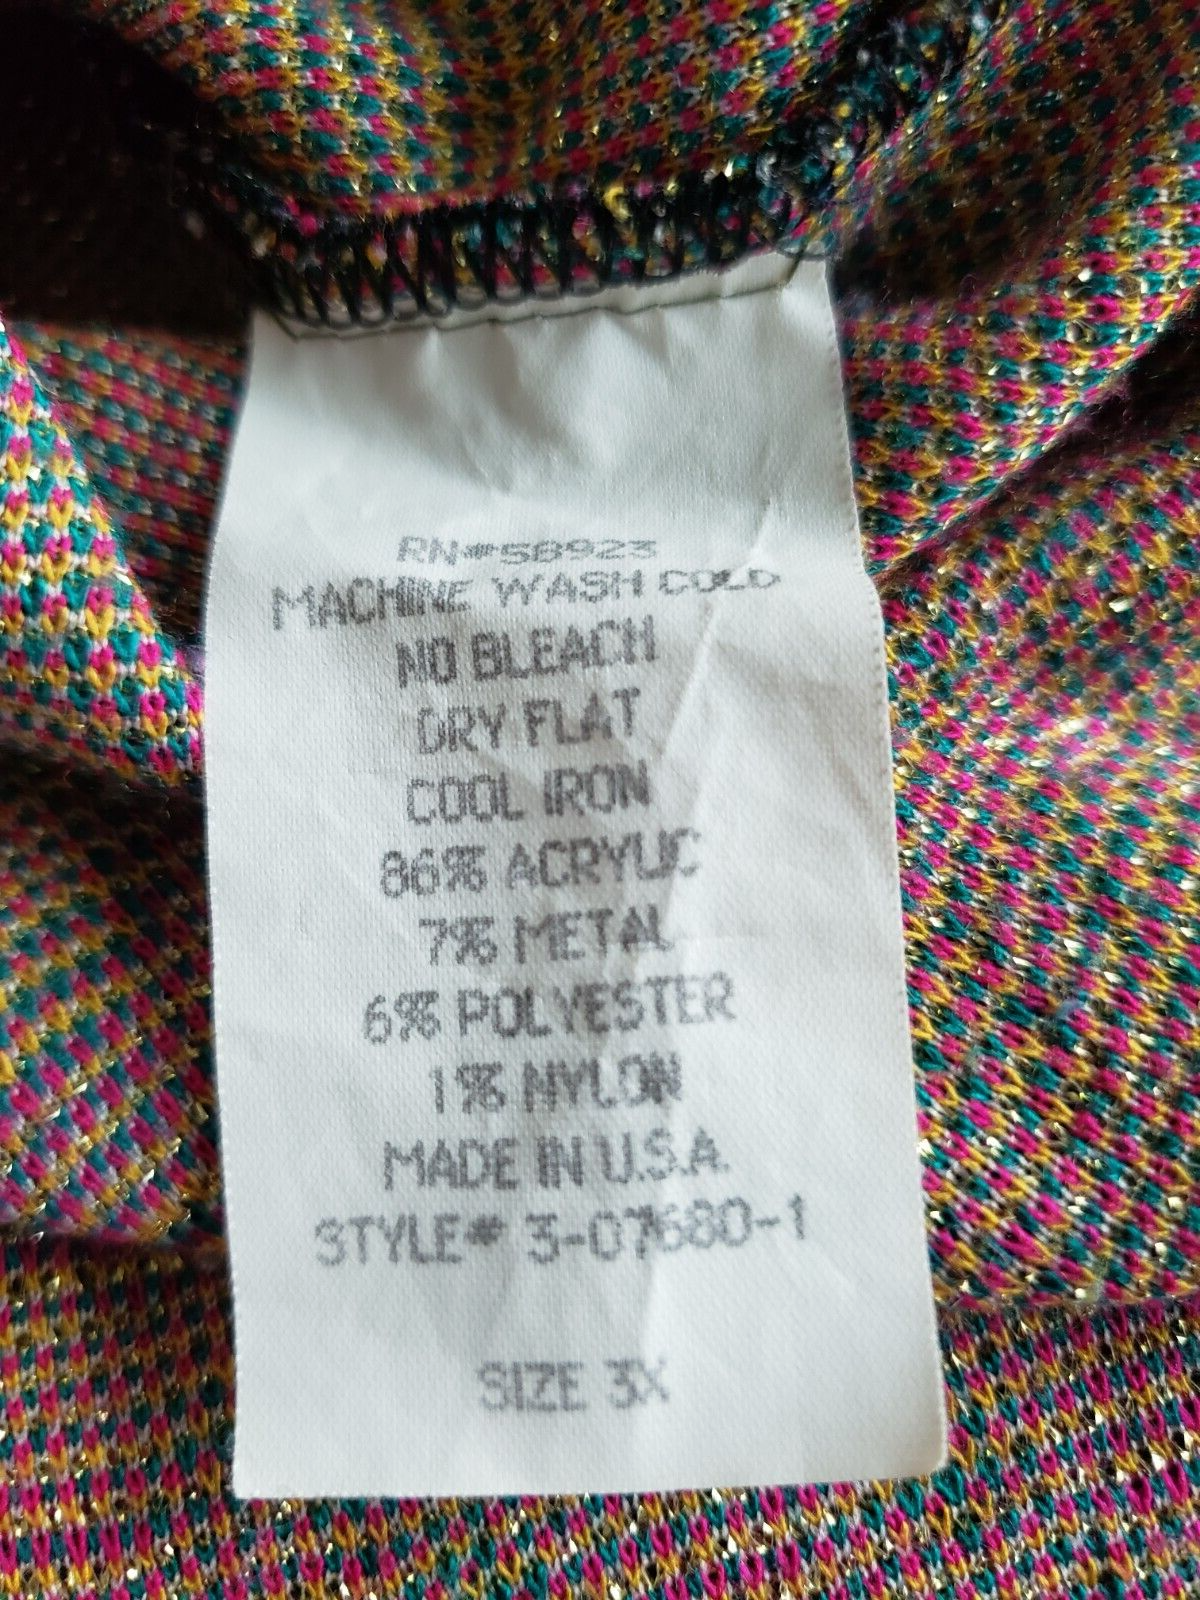 RN#58923
MACHINE WASH COLD
NO BLEACH
DRY FLAT
COOL IRON
86% ACRYLIC
7% METAL
6% POLYESTER
1% NYLON
MADE IN U.S.A.
STYLE# 3-07680-1
SIZE 3X